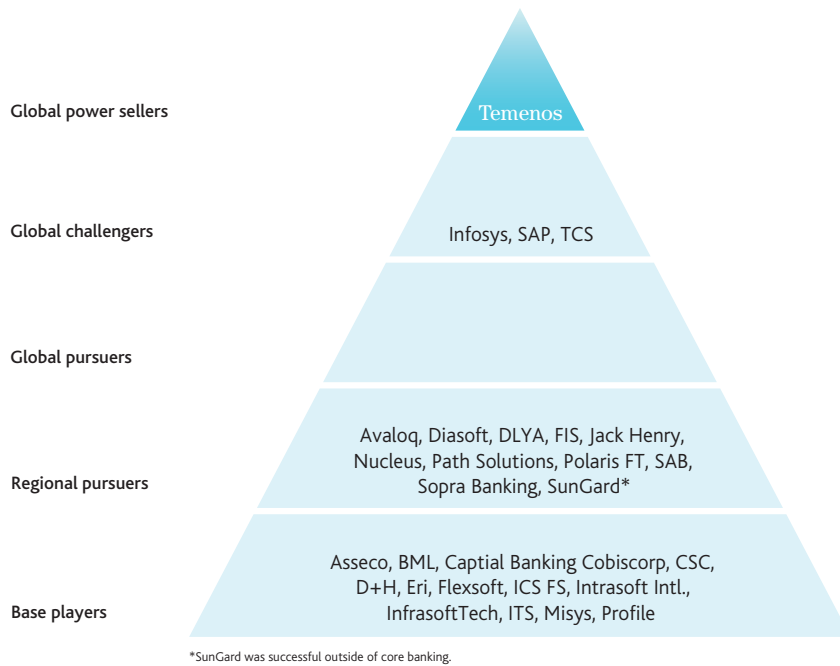 Global power sellers
Temenos
Global challengers
Infosys, SAP, TCS
Global pursuers
Regional pursuers
Avaloq, Diasoft, DLYA, FIS, Jack Henry,
Nucleus, Path Solutions, Polaris FT, SAB,
Sopra Banking, SunGard*
Base players
Asseco, BML, Captial Banking Cobiscorp, CSC,
D+H, Eri, Flexsoft, ICS FS, Intrasoft Intl.,
InfrasoftTech, ITS, Misys, Profile
*SunGard was successful outside of core banking.